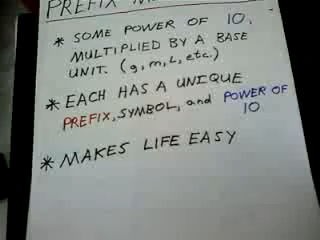 PREFIX
* SOME POWER OF 10,
MULTIPLIED BY A BASE
UNIT. (g, m, L, etc.)
* EACH HAS A UNIQUE
PREFIX, SYMBOL, and POWER OF
10
* MAKES LIFE EASY